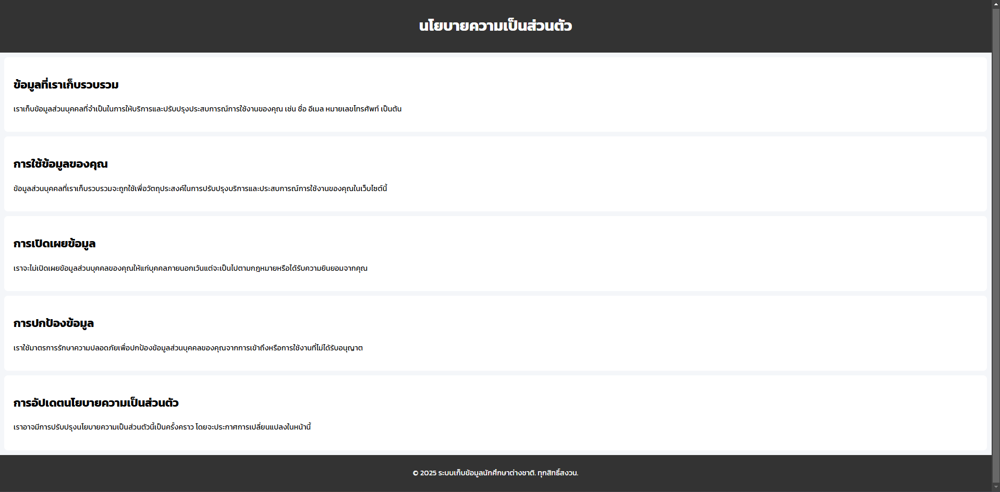 นโยบายความเป็นส่วนตัว
ข้อมูลที่เราเก็บรวบรวม
เราเก็บข้อมูลส่วนบุคคลที่จำเป็นในการให้บริการและปรับปรุงประสบการณ์การใช้งานของคุณ เช่น ชื่อ อีเมล หมายเลขโทรศัพท์ เป็นต้น
การใช้ข้อมูลของคุณ
ข้อมูลส่วนบุคคลที่เราเก็บรวบรวมจะถูกใช้เพื่อวัตถุประสงค์ในการปรับปรุงบริการและประสบการณ์การใช้งานของคุณในเว็บไซต์นี้
การเปิดเผยข้อมูล
เราจะไม่เปิดเผยข้อมูลส่วนบุคคลของคุณให้แก่บุคคลภายนอกเว้นแต่จะเป็นไปตามกฎหมายหรือได้รับความยินยอมจากคุณ
การปกป้องข้อมูล
เราใช้มาตรการรักษาความปลอดภัยเพื่อปกป้องข้อมูลส่วนบุคคลของคุณจากการเข้าถึงหรือการใช้งานที่ไม่ได้รับอนุญาต
การอัปเดตนโยบายความเป็นส่วนตัว
เราอาจมีการปรับปรุงนโยบายความเป็นส่วนตัวนี้เป็นครั้งคราว โดยจะประกาศการเปลี่ยนแปลงในหน้านี้
© 2025 ระบบเก็บข้อมูลนักศึกษาต่างชาติ. ทุกสิทธิ์สงวน.